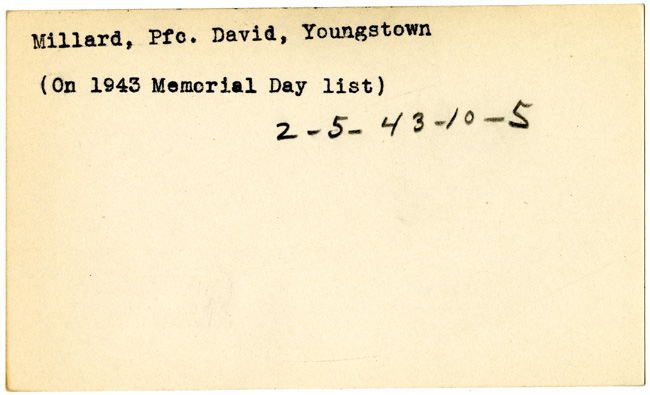 Millard, Pfc. David, Youngstown
(On 1943 Memorial Day list)
2-5-43-10-5